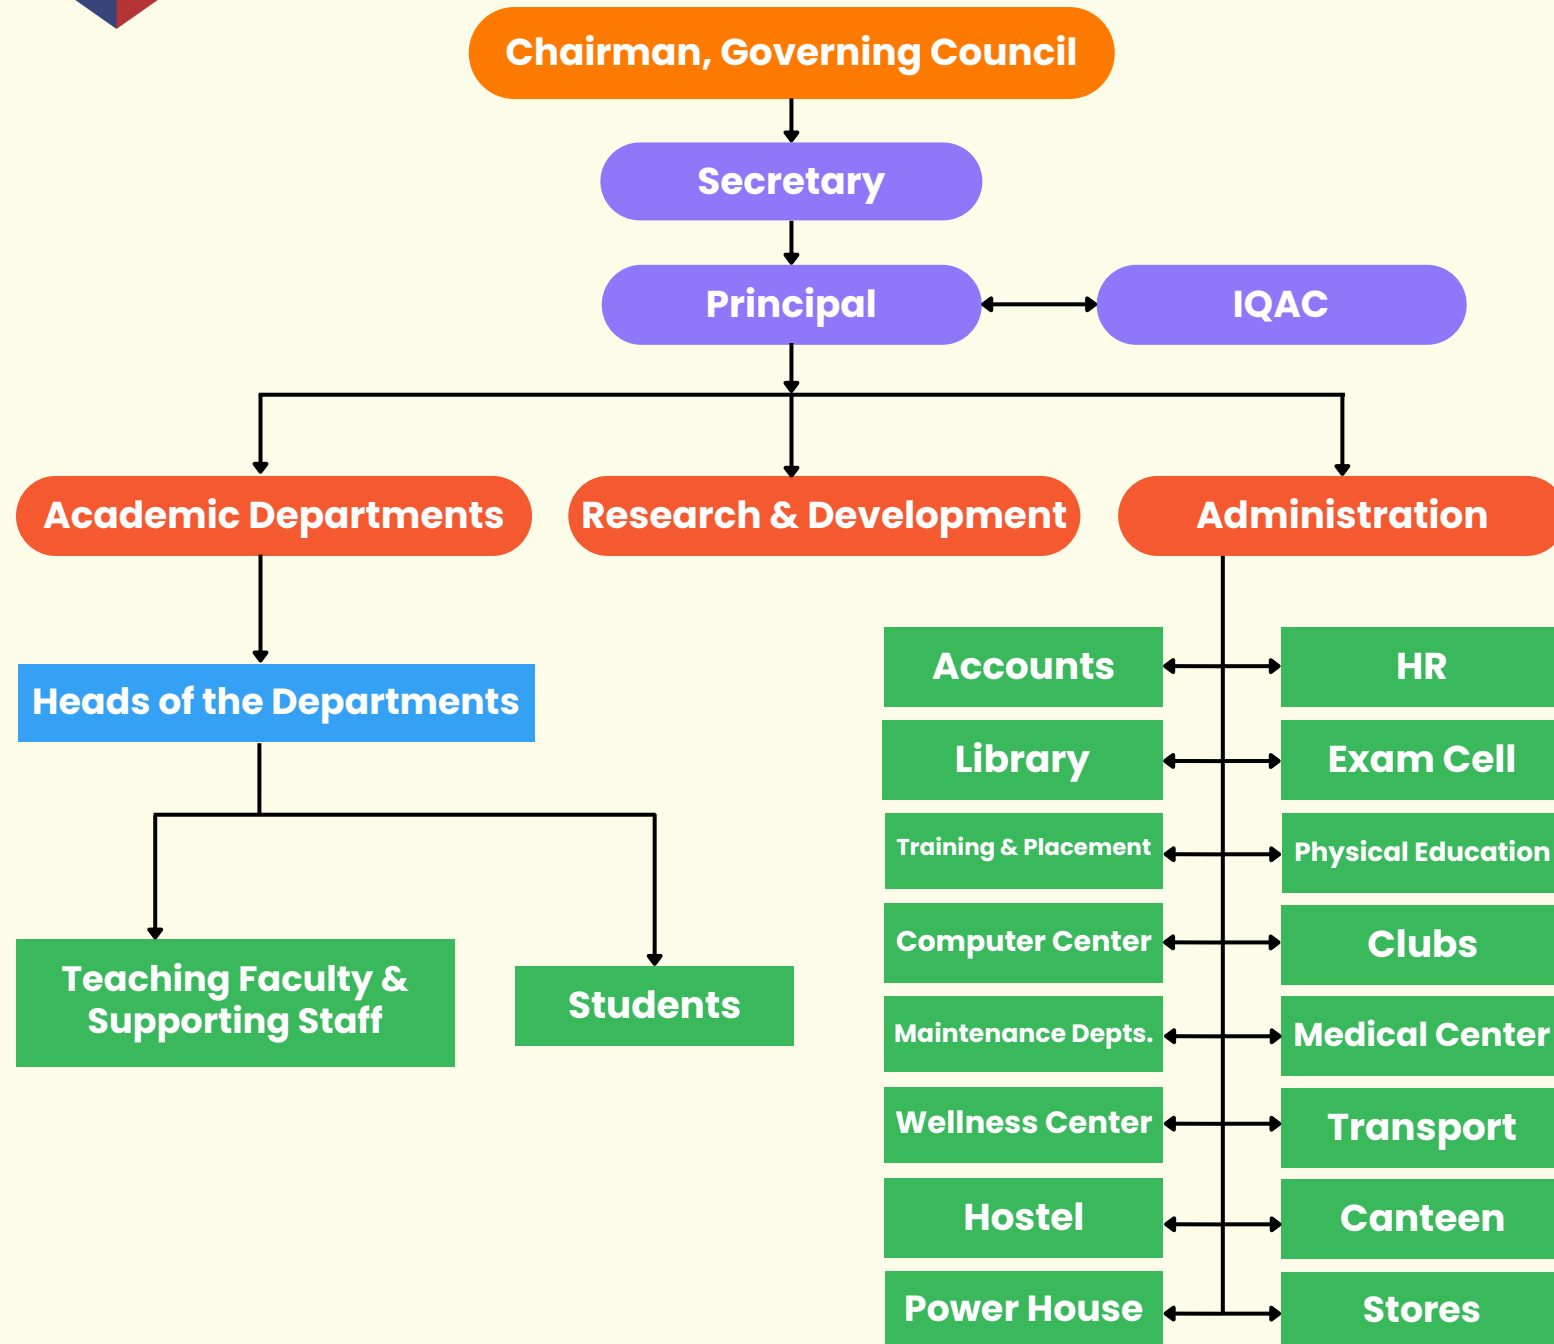 Chairman, Governing Council
Secretary
Principal
IQAC
Academic Departments
Research & Development
Administration
Heads of the Departments
Teaching Faculty &
Supporting Staff
Students
Accounts
HR
Library
Exam Cell
Training & Placement
Physical Education
Computer Center
Clubs
Maintenance Depts.
Medical Center
Wellness Center
Transport
Hostel
Canteen
Power House
Stores